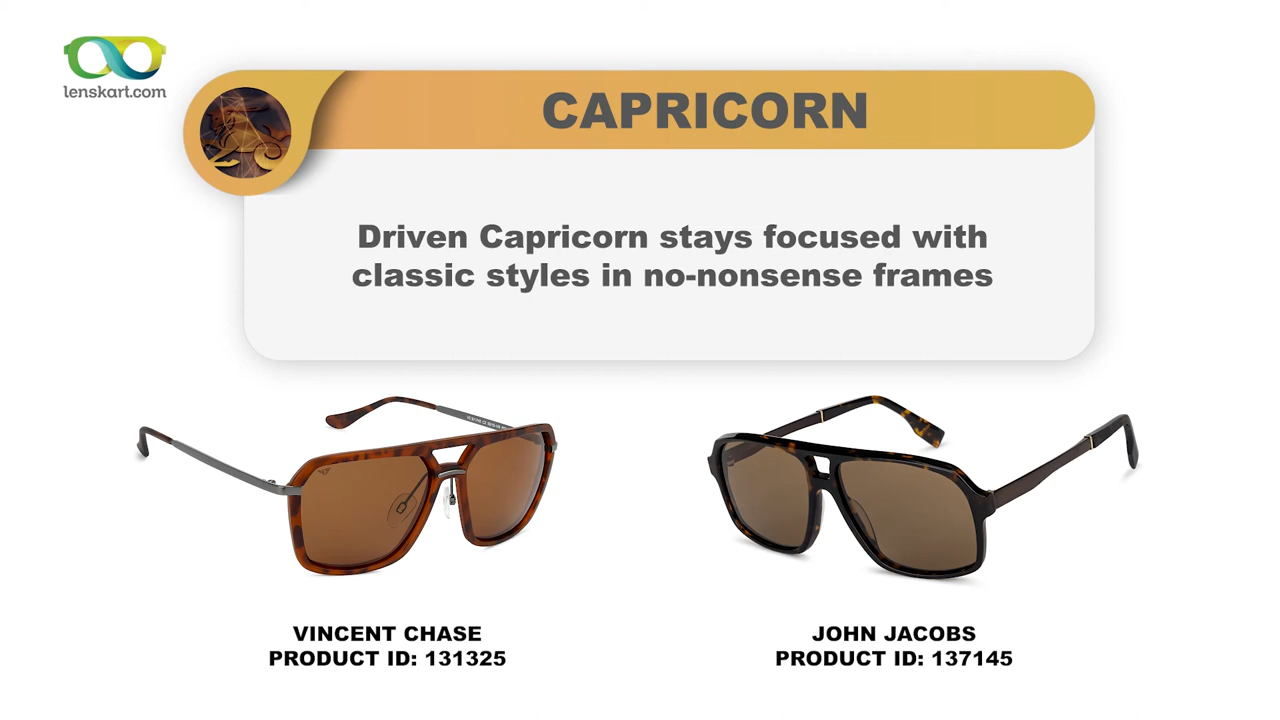 lenskart.com
CAPRICORN
Driven Capricorn stays focused with
classic styles in no-nonsense frames
VINCENT CHASE
PRODUCT ID: 131325
JOHN JACOBS
PRODUCT ID: 137145